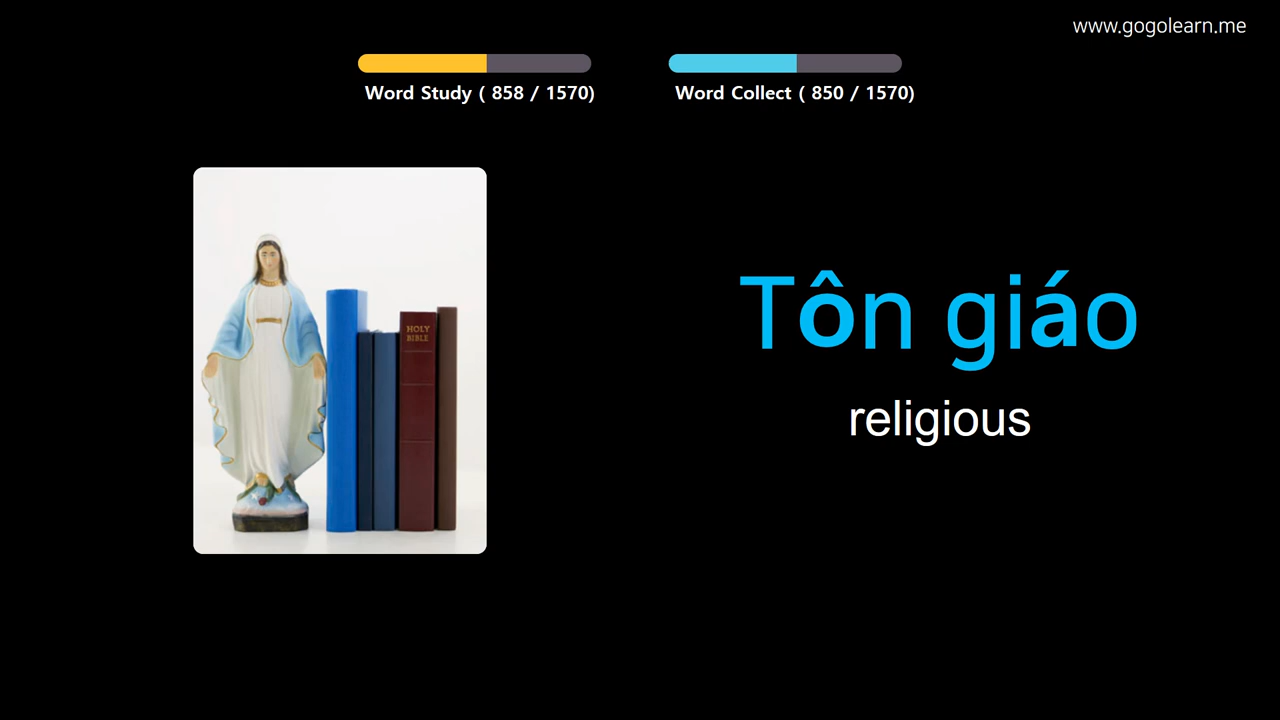 www.gogolearn.me
Word Study ( 858 / 1570)
Word Collect ( 850 / 1570)
HOLY
BIBLE
Tôn giáo
religious